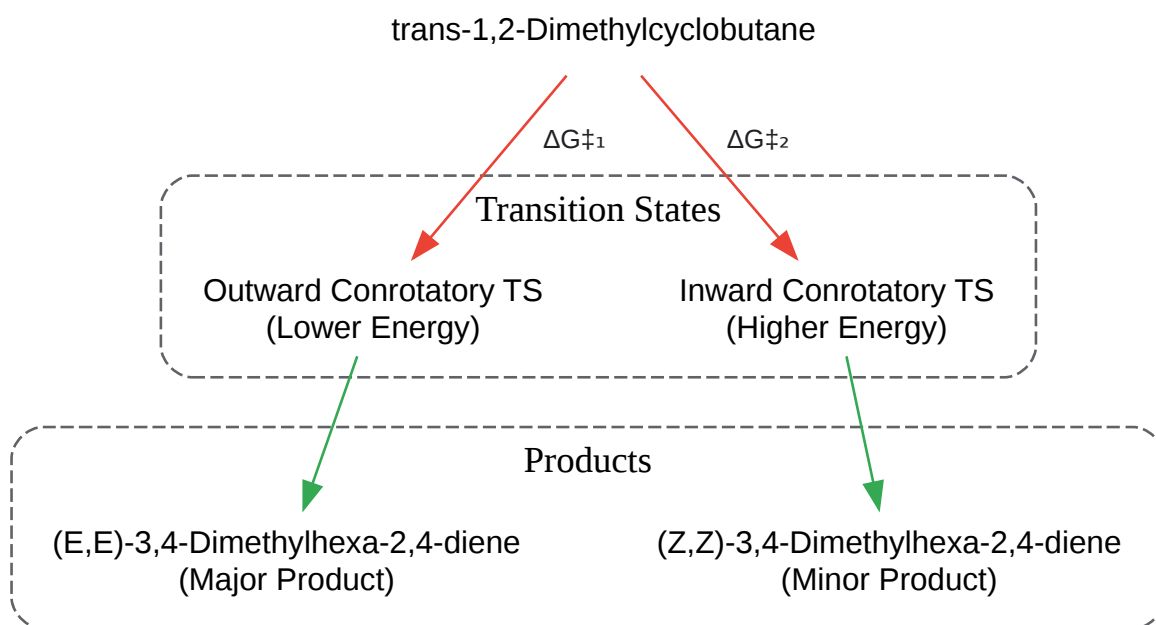 trans-1,2-Dimethylcyclobutane
ΔG‡₁
ΔG‡₂
Transition States
Outward Conrotatory TS
(Lower Energy)
Inward Conrotatory TS
(Higher Energy)
Products
(E,E)-3,4-Dimethylhexa-2,4-diene
(Major Product)
(Z,Z)-3,4-Dimethylhexa-2,4-diene
(Minor Product)